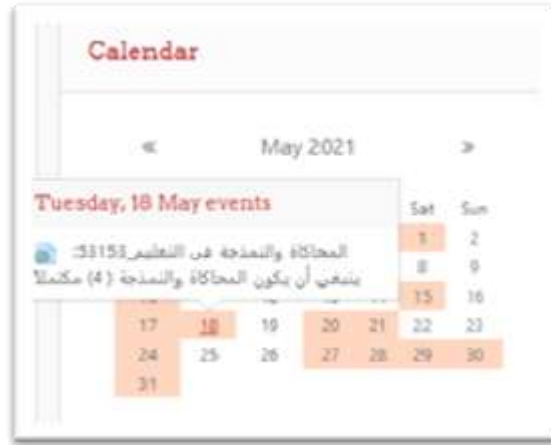 Calendar
« May 2021 »
Tuesday, 18 May events
Sat Sun
المحاكاة والنمذجة في التعليم_53153:
ينبغي أن يكون المحاكاة والنمذجة (4) مكتملاً
1 2
8 9
15 16
17 18 19 20 21 22 23
24 25 26 27 28 29 30
31